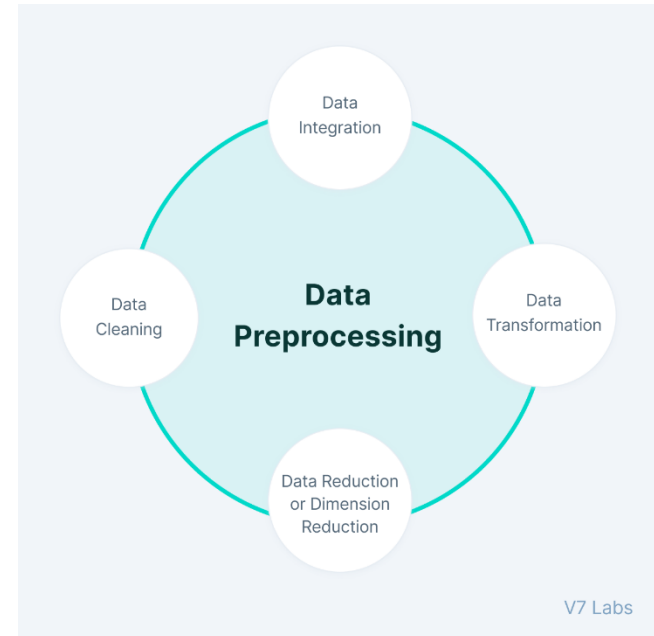 Data
Integration
Data
Cleaning
Data
Preprocessing
Data
Transformation
Data Reduction
or Dimension
Reduction
V7 Labs